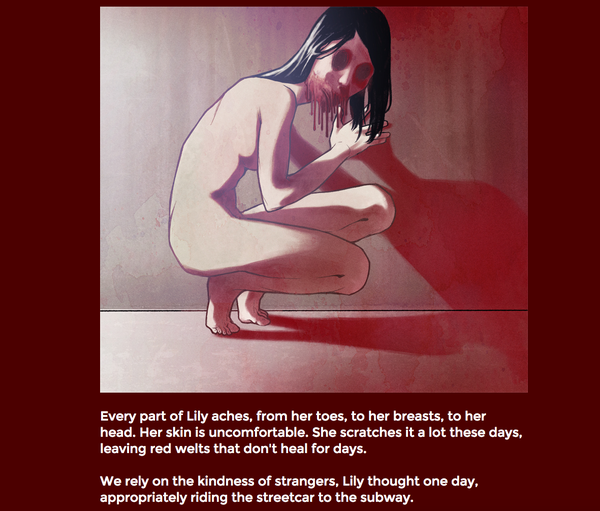 Every part of Lily aches, from her toes, to her breasts, to her
head. Her skin is uncomfortable. She scratches it a lot these days,
leaving red welts that don't heal for days.
We rely on the kindness of strangers, Lily thought one day,
appropriately riding the streetcar to the subway.